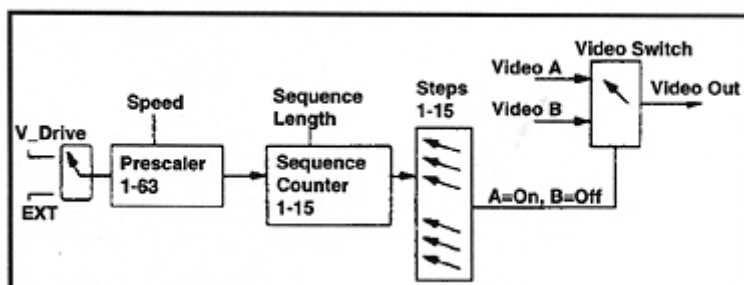 Video Switch
Video A
Video B
Video Out
Steps
1-15
Sequence
Length
Speed
V_Drive
EXT
Prescaler
1-63
Sequence
Counter
1-15
A=On, B=Off